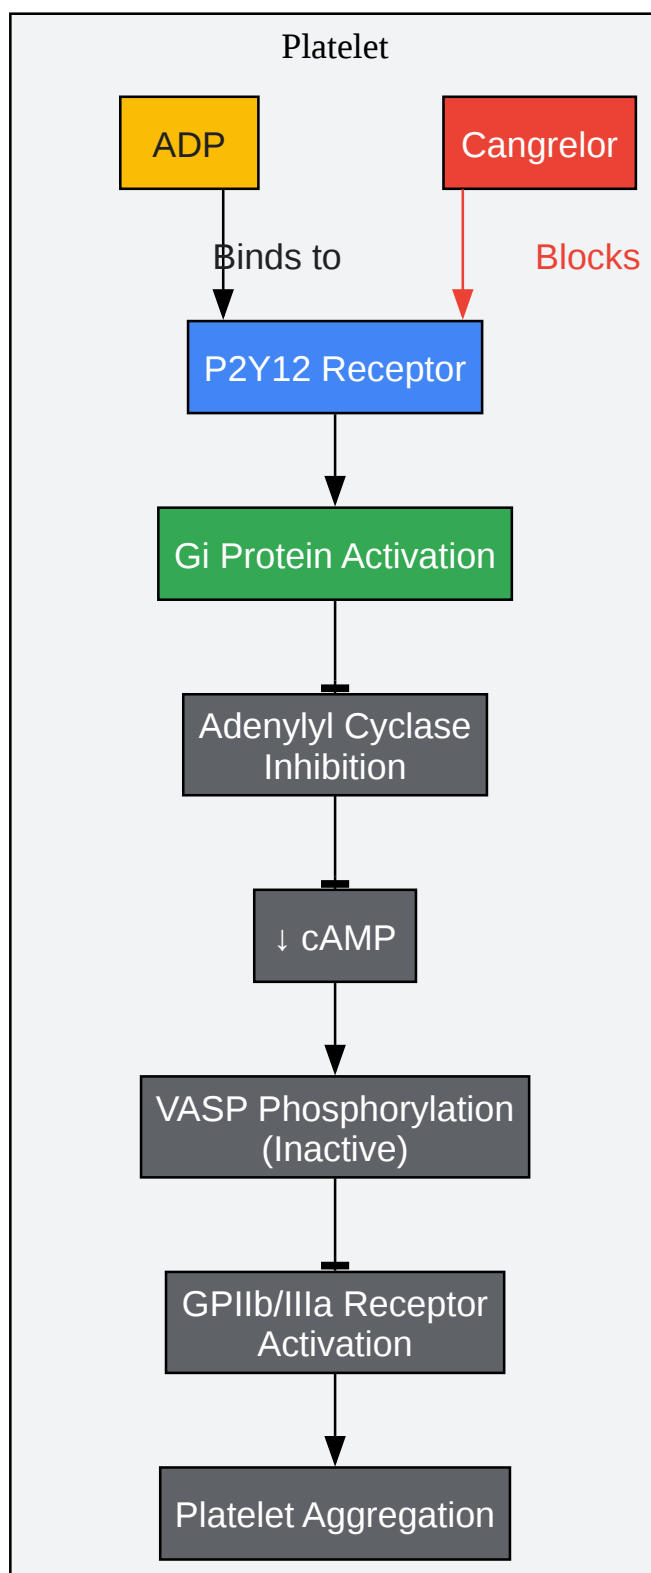 Platelet
ADP
Cangrelor
Binds to
Blocks
P2Y12 Receptor
Gi Protein Activation
Adenylyl Cyclase
Inhibition
↓ cAMP
VASP Phosphorylation
(Inactive)
GPIIb/IIIa Receptor
Activation
Platelet Aggregation